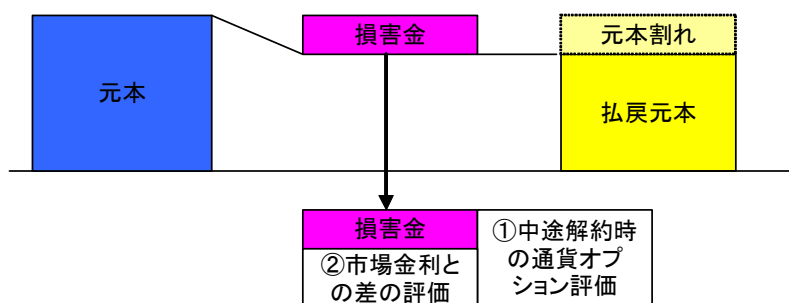 元本
損害金
元本割れ
払戻元本
損害金
②市場金利と
の差の評価
①中途解約時
の通貨オプ
ション評価